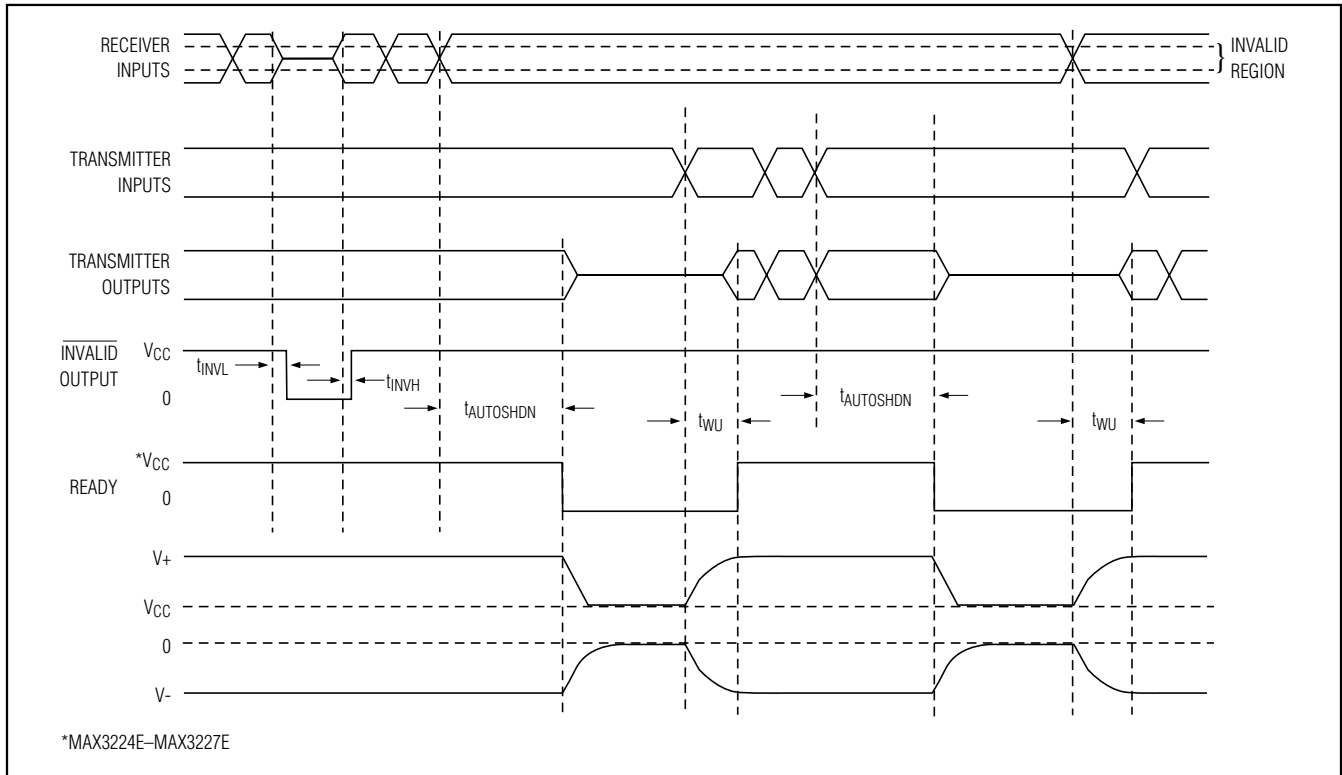 RECEIVER
INPUTS
INVALID
REGION
TRANSMITTER
INPUTS
TRANSMITTER
OUTPUTS
INVALID
OUTPUT
VCC
0
tINVL
tINVH
tAUTOSHDN
tWU
tAUTOSHDN
tWU
*VCC
READY
0
V+
VCC
0
V-
*MAX3224E–MAX3227E